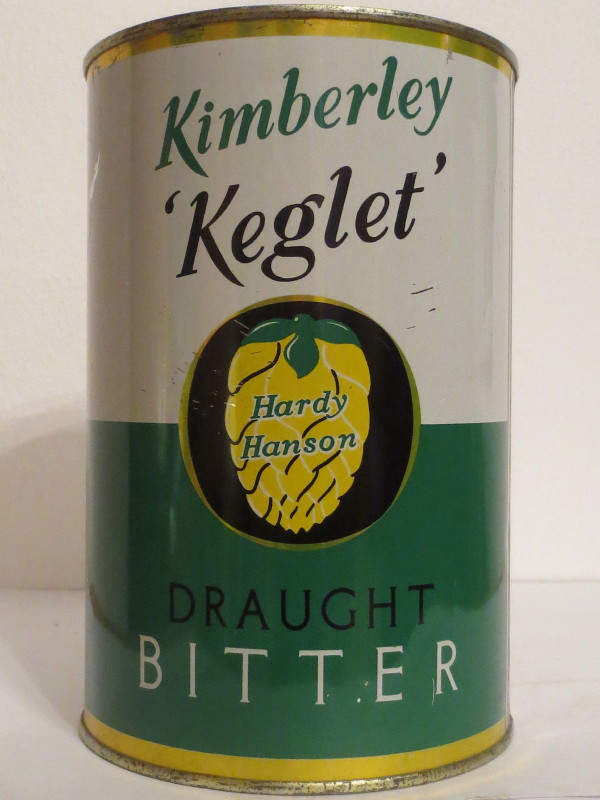 Kimberley
‘Keglet’
Hardy
Hanson
DRAUGHT
BITTER